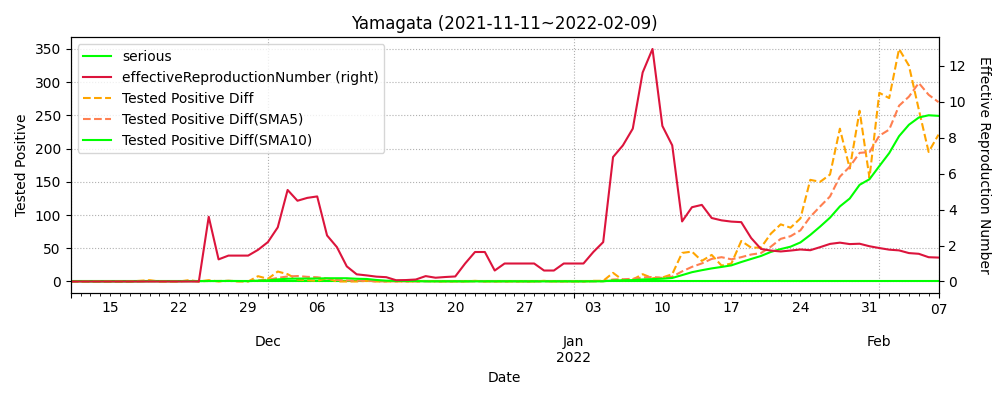 Yamagata (2021-11-11~2022-02-09)
serious
effectiveReproductionNumber (right)
Tested Positive Diff
Tested Positive Diff(SMA5)
Tested Positive Diff(SMA10)
Tested Positive
350
300
250
200
150
100
50
0
Effective Reproduction Number
12
10
8
6
4
2
0
15 22 29 06 13 20 27 03 10 17 24 31 07
Dec Jan Feb
2022
Date